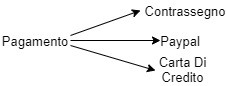 Contrassegno
Pagamento
Paypal
Carta Di
Credito